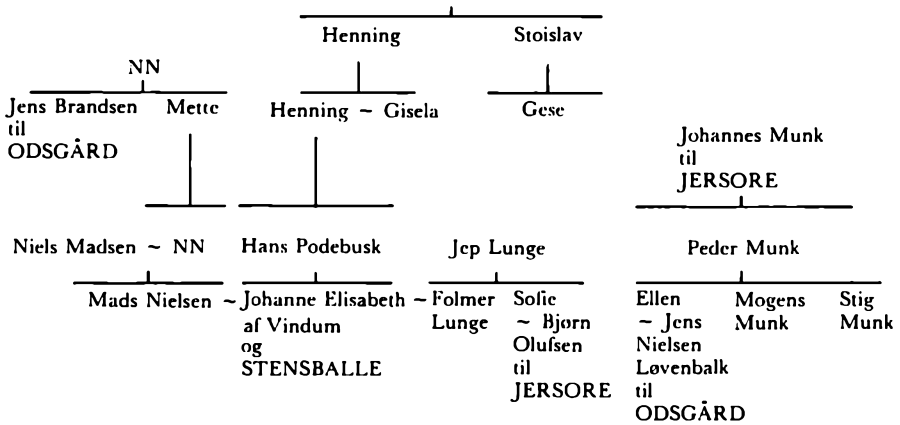 Henning Stoislav
NN
Jens Brandsen Mette Henning ~ Gisela Gese
til
ODSGÅRD
Johannes Munk
til
JERSORE
Niels Madsen ~ NN Hans Podebusk Jep Lunge Peder Munk
Mads Nielsen ~ Johanne Elisabeth ~ Folmer Sofie Ellen Mogens Stig
af Vindum Lunge ~ Bjørn ~ Jens Munk Munk
og Olufsen Nielsen
STENSBALLE til Løvenbalk
JERSORE til
ODSGÅRD